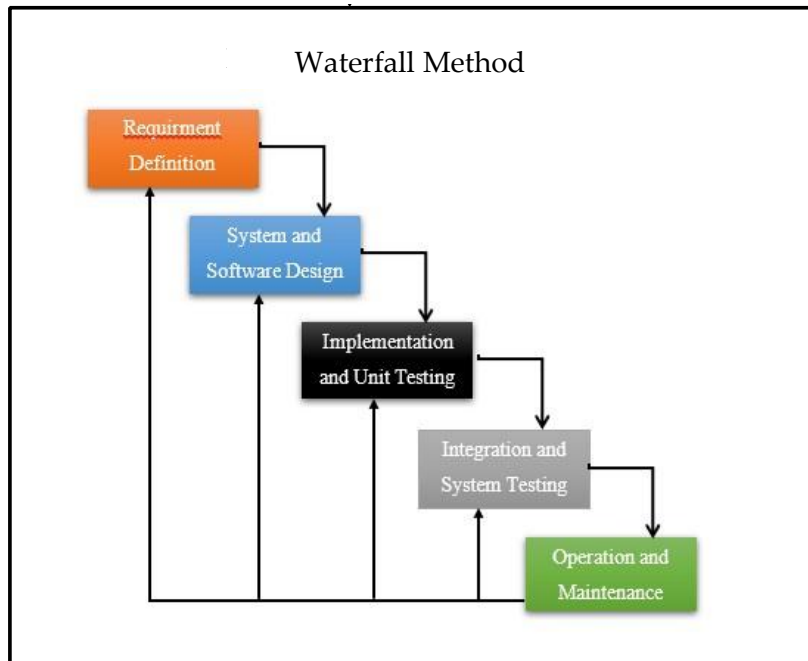 Waterfall Method
Requirment
Definition
System and
Software Design
Implementation
and Unit Testing
Integration and
System Testing
Operation and
Maintenance